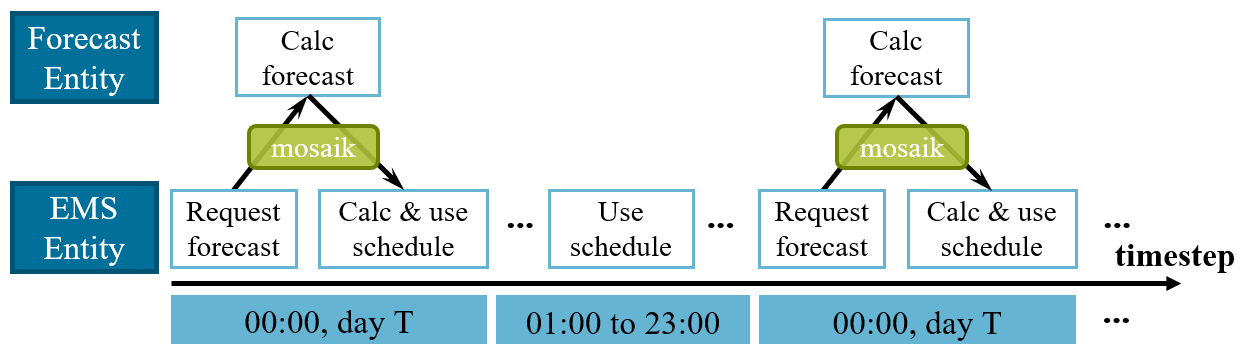 Forecast
Entity
Calc
forecast
Calc
forecast
mosaik
mosaik
EMS
Entity
Request
forecast
Calc & use
schedule
...
Use
schedule
...
Request
forecast
Calc & use
schedule
...
timestep
00:00, day T
01:00 to 23:00
00:00, day T
...